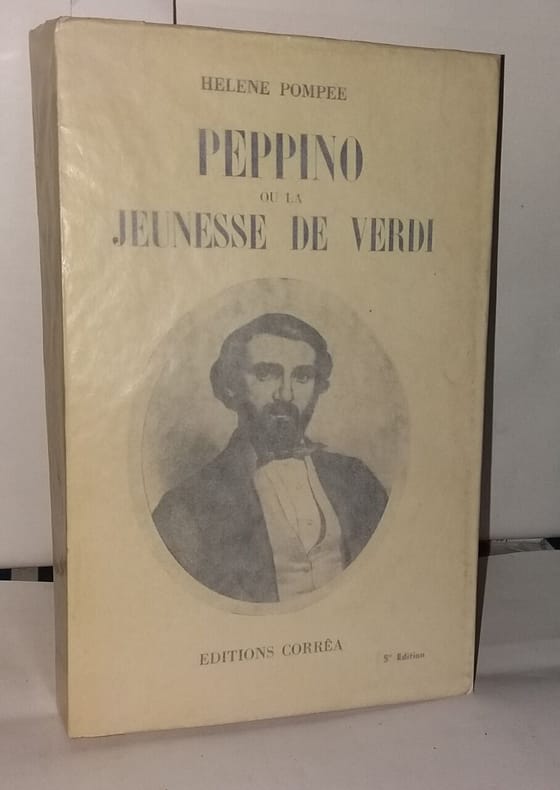 HELENE POMPEE
PEPPINO
OU LA
JEUNESSE DE VERDI
EDITIONS CORRÊA
5e Edition